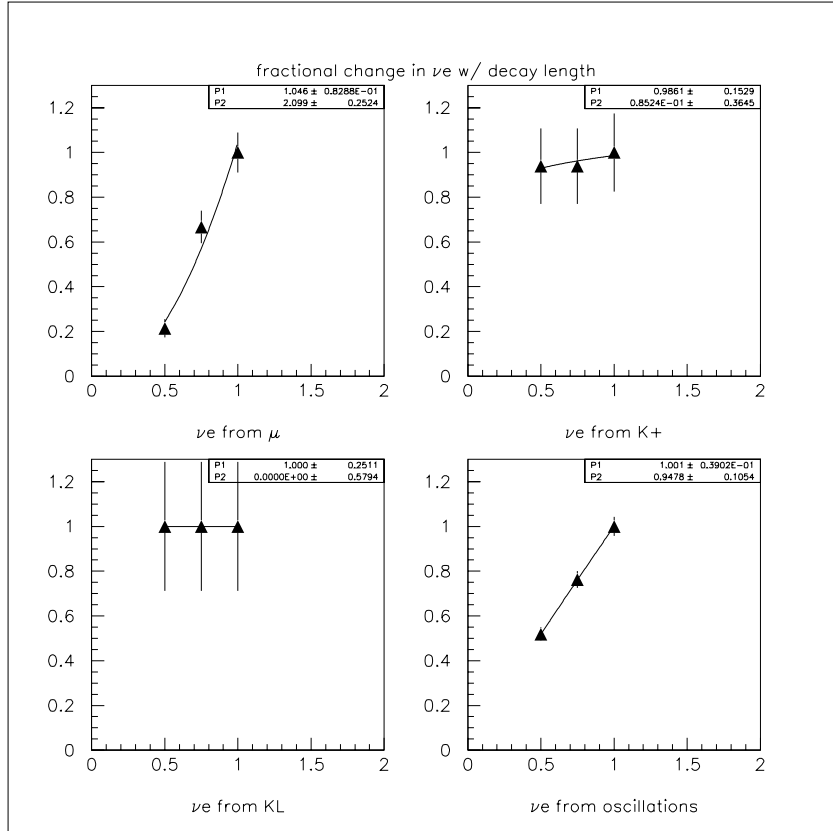 fractional change in νe w/ decay length
P1 1.046 ± 0.8288E-01
P2 2.099 ± 0.2524
1.2
1
0.8
0.6
0.4
0.2
0
0 0.5 1 1.5 2
νe from μ
P1 0.9861 ± 0.1529
P2 0.8524E-01 ± 0.3645
1.2
1
0.8
0.6
0.4
0.2
0
0 0.5 1 1.5 2
νe from K+
P1 1.000 ± 0.2511
P2 0.0000E+00 ± 0.5794
1.2
1
0.8
0.6
0.4
0.2
0
0 0.5 1 1.5 2
νe from KL
P1 1.001 ± 0.3902E-01
P2 0.9478 ± 0.1054
1.2
1
0.8
0.6
0.4
0.2
0
0 0.5 1 1.5 2
νe from oscillations